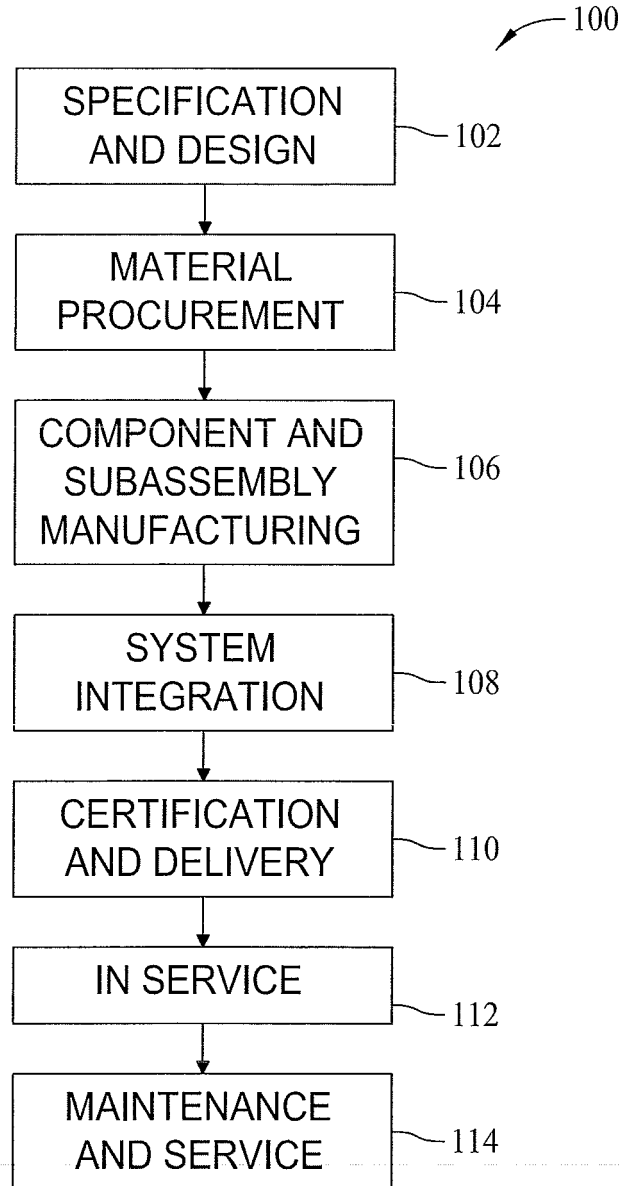 100
SPECIFICATION
AND DESIGN
102
MATERIAL
PROCUREMENT
104
COMPONENT AND
SUBASSEMBLY
MANUFACTURING
106
SYSTEM
INTEGRATION
108
CERTIFICATION
AND DELIVERY
110
IN SERVICE
112
MAINTENANCE
AND SERVICE
114